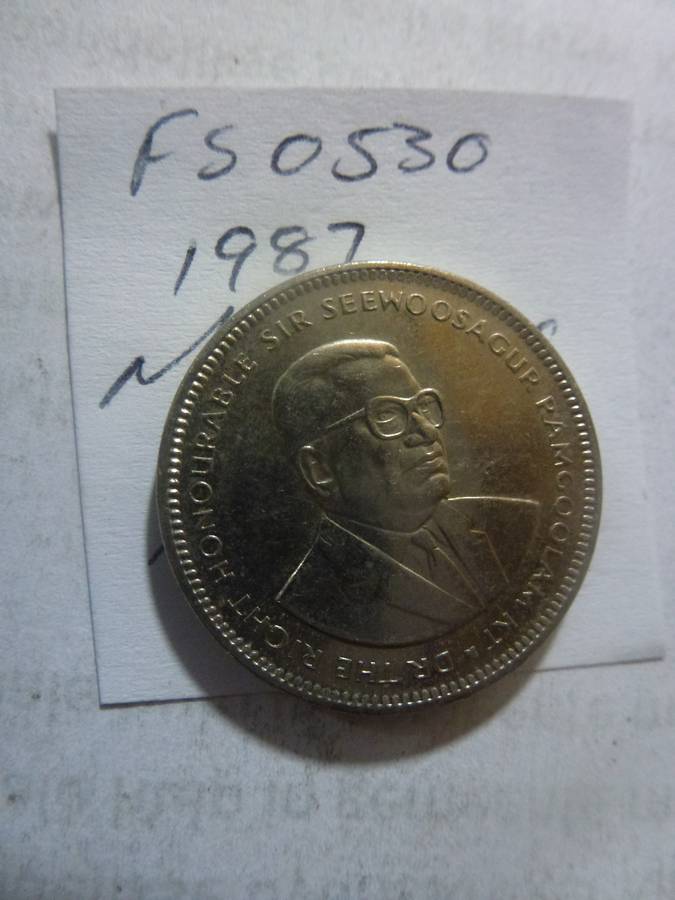 FS0530
1987
DR. THE RIGHT HONOURABLE SIR SEEWOOSAGUR RAMGOOLAM KT